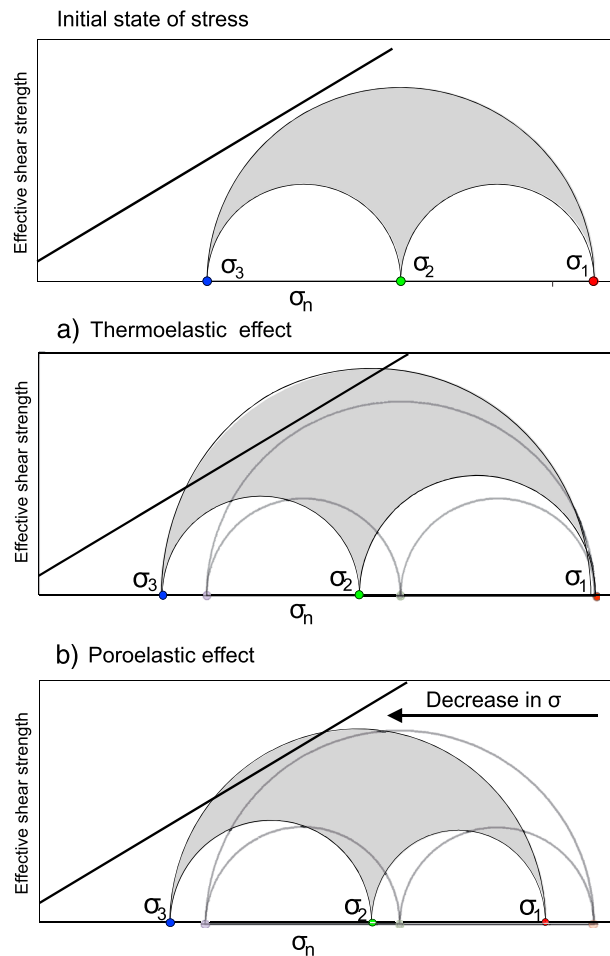 Initial state of stress
Effective shear strength
σ3
σ2
σ1
σn
a) Thermoelastic effect
Effective shear strength
σ3
σ2
σ1
σn
b) Poroelastic effect
Decrease in σ
Effective shear strength
σ3
σ2
σ1
σn